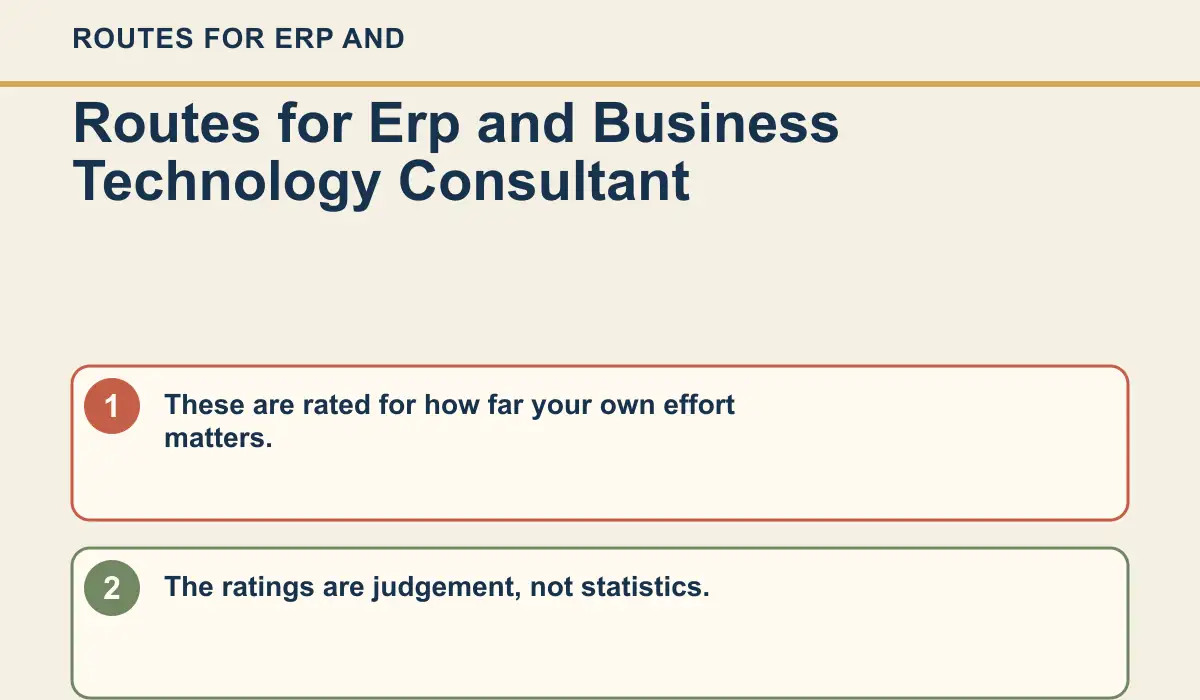 ROUTES FOR ERP AND
Routes for Erp and Business
Technology Consultant
1
These are rated for how far your own effort
matters.
2
The ratings are judgement, not statistics.